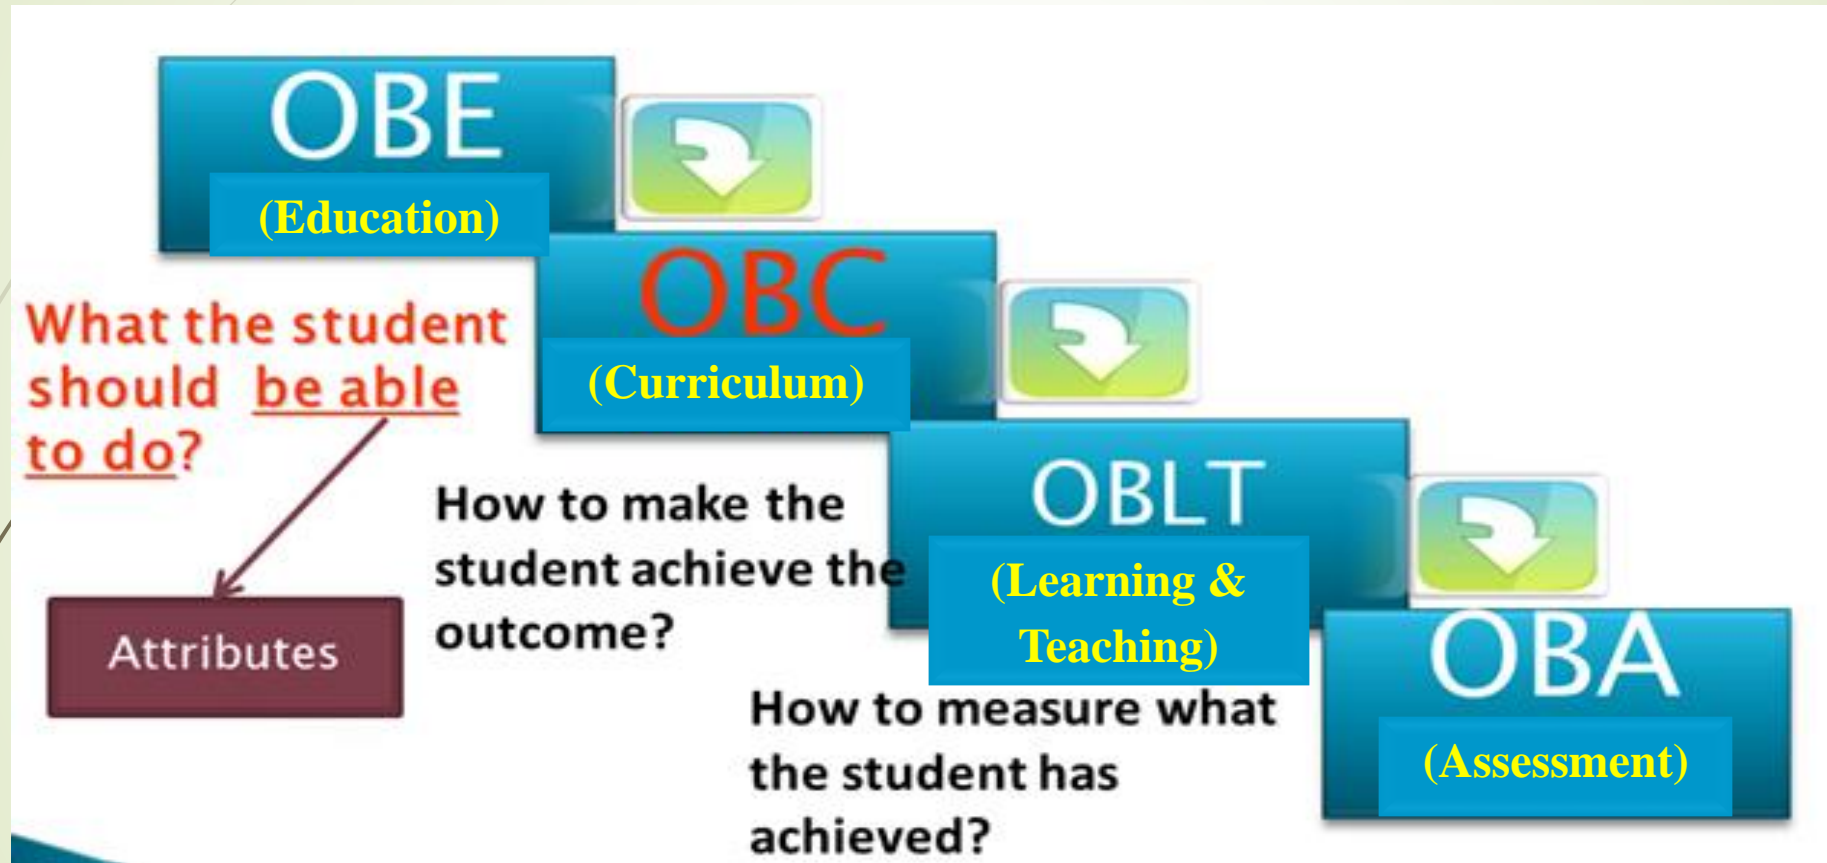 OBE
(Education)
OBC
(Curriculum)
What the student
should be able
to do?
Attributes
How to make the
student achieve the
outcome?
OBLT
(Learning &
Teaching)
How to measure what
the student has
achieved?
OBA
(Assessment)